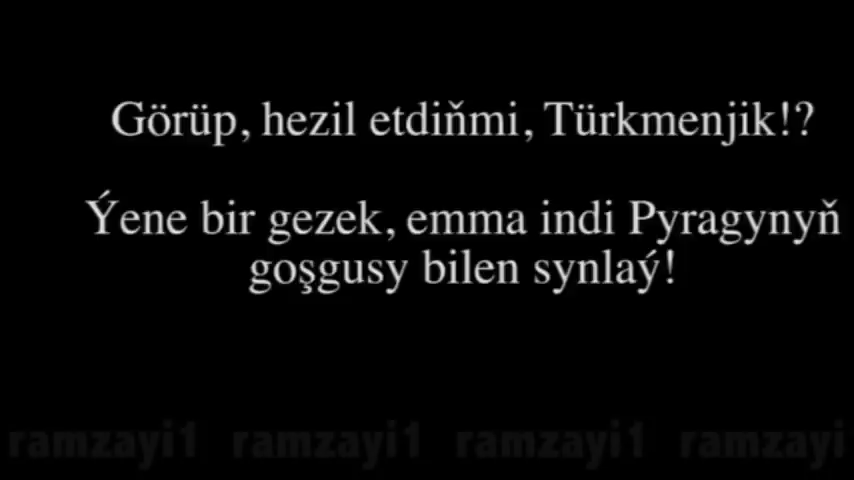 Görüp, hezil etdiňmi, Türkmenjik!?
Ýene bir gezek, emma indi Pyragynyň
goşgusy bilen synlaý!
ramzayi1 ramzayi1 ramzayi1 ramzayi